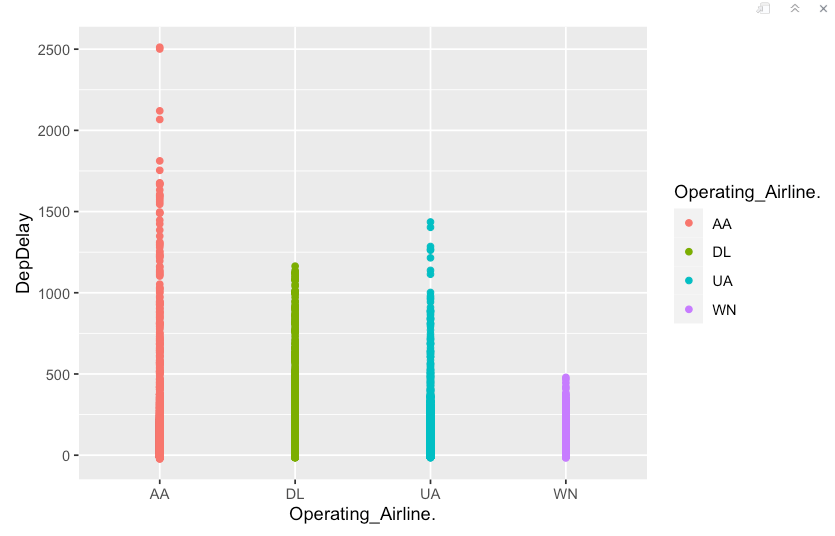 2500
2000
1500
1000
500
0
DepDelay
AA DL UA WN
Operating_Airline.
Operating_Airline.
AA
DL
UA
WN